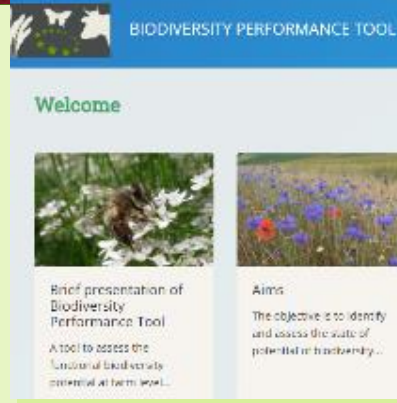 BIODIVERSITY PERFORMANCE TOOL
Welcome
Brief presentation of
Biodiversity
Performance Tool
A tool to assess the
functional biodiversity
potential at farm level...
Aims
The objective is to identify
and assess the state of
potential of biodiversity...